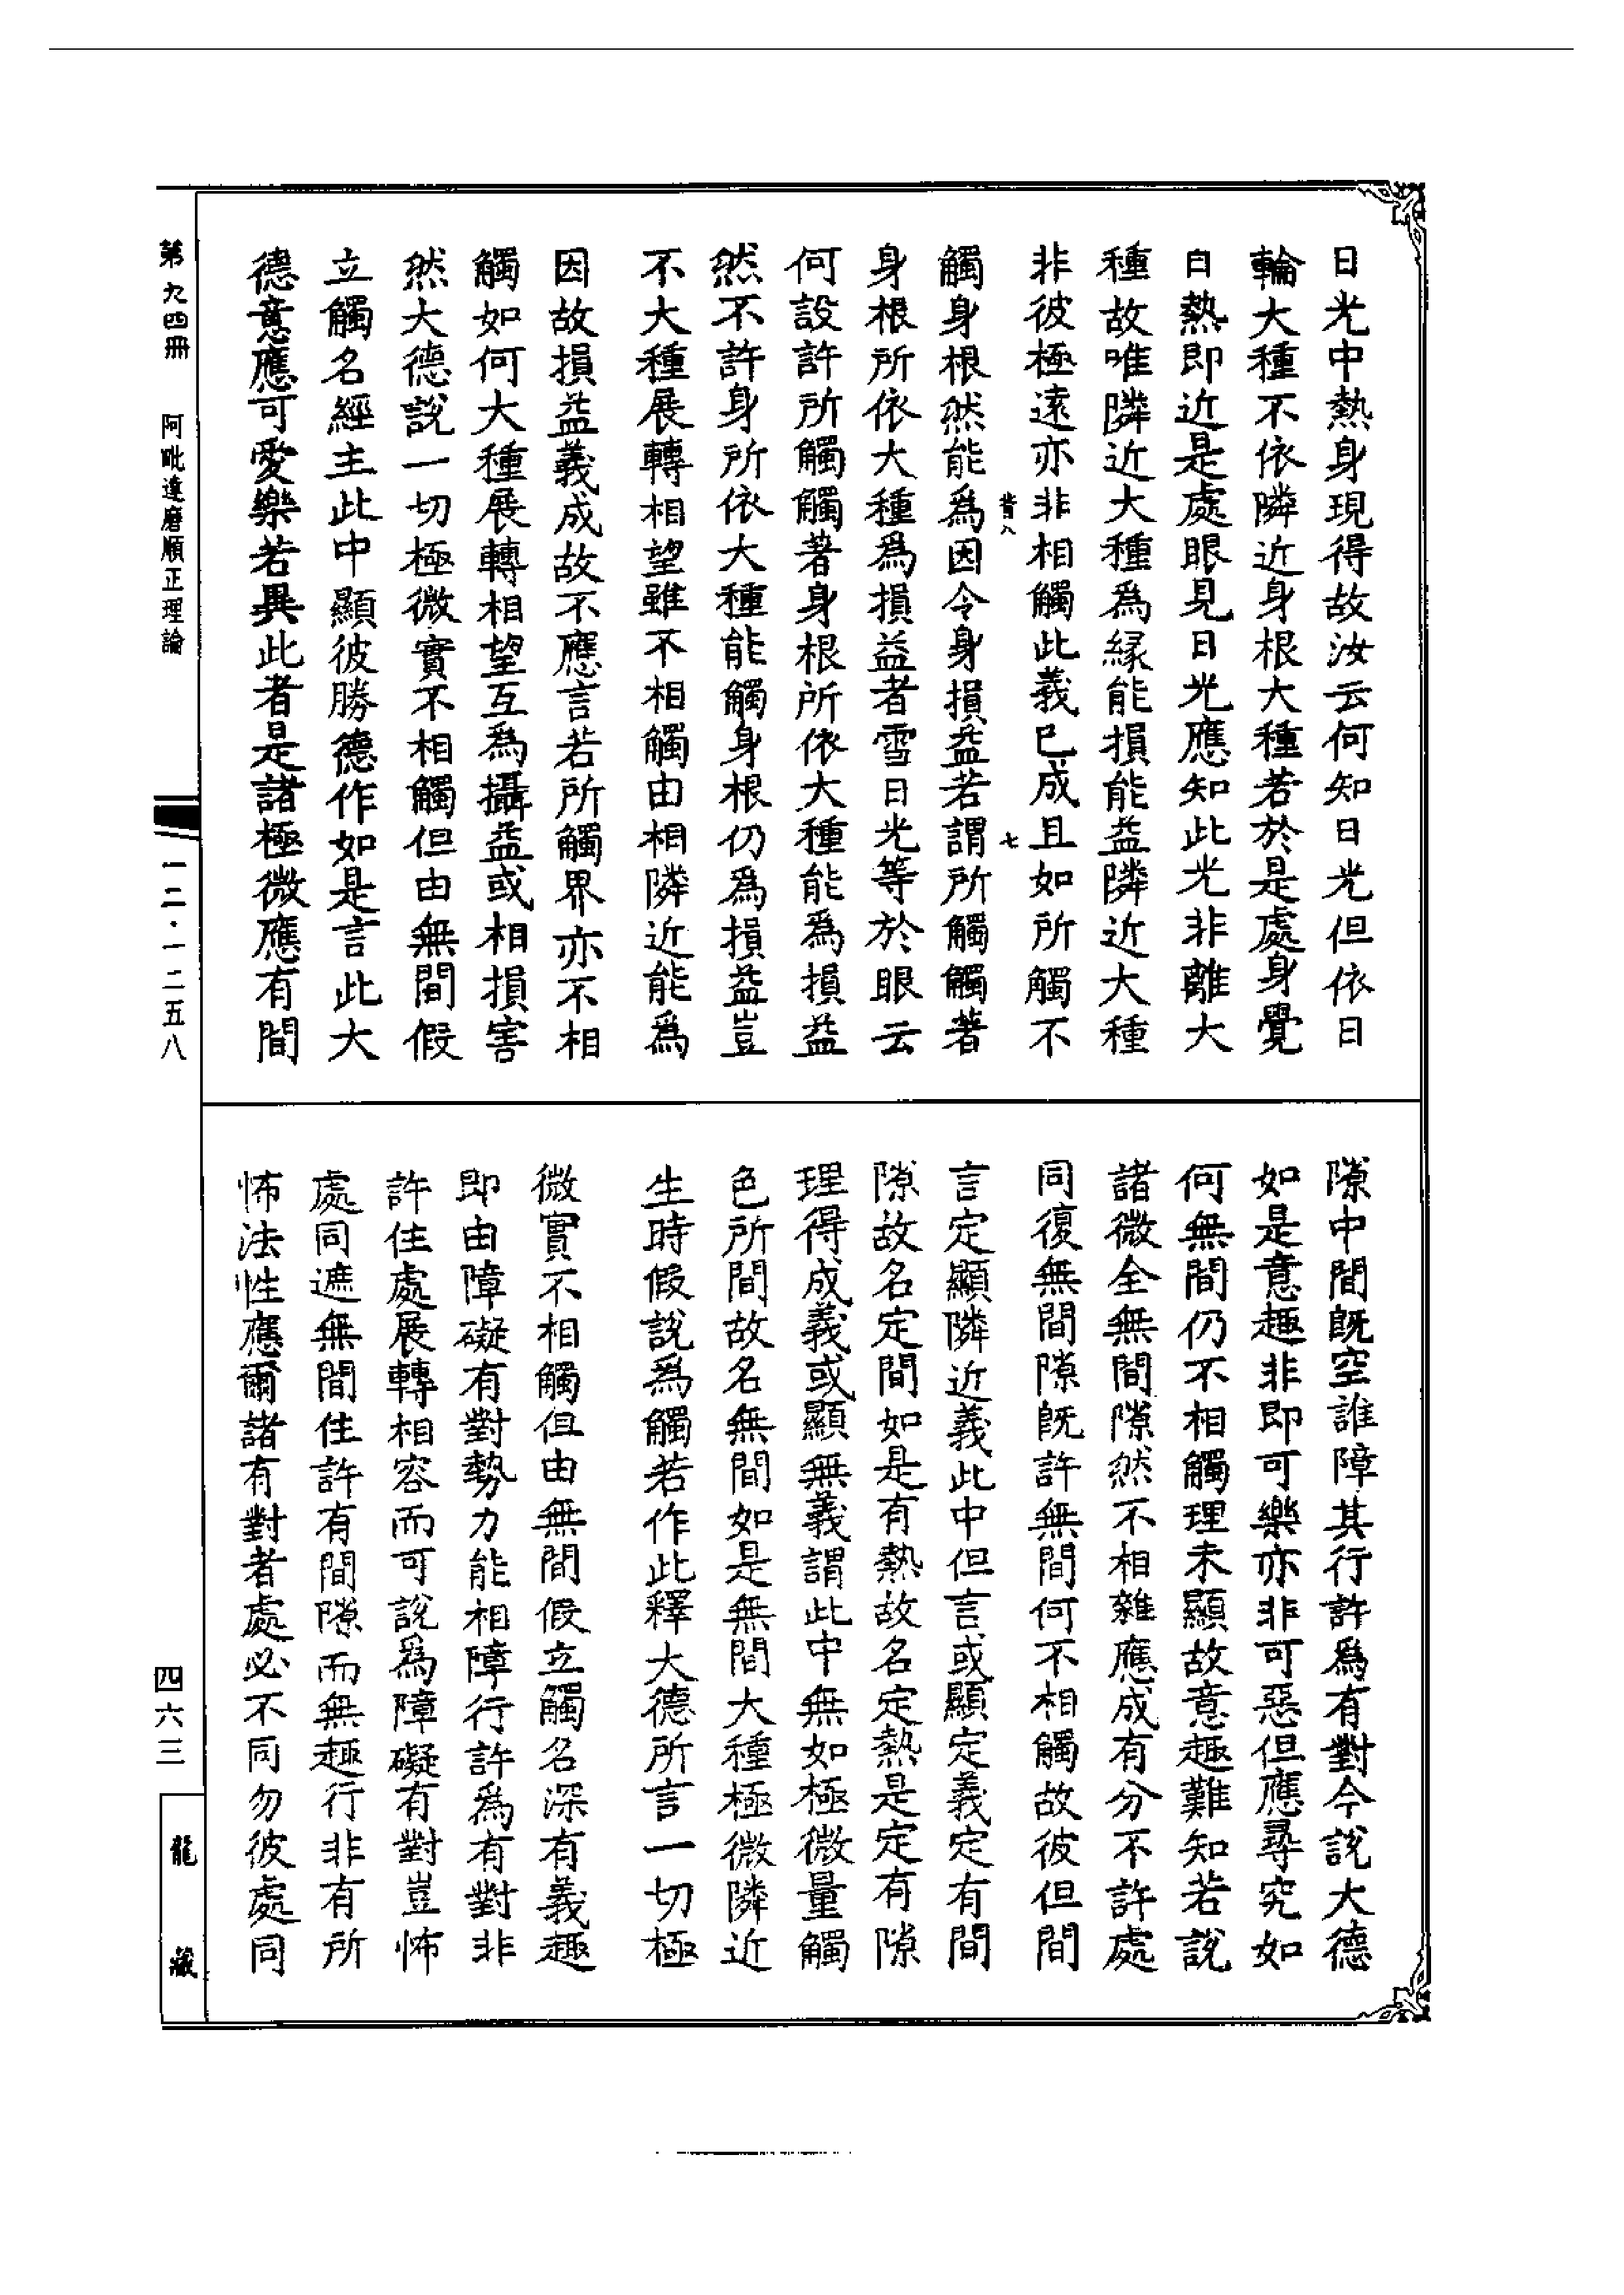 日光中熱身現得故汝云何知日光但依日
輪大種不依隣近身根大種若於是處身覺
白熱即近是處眼見日光應知此光非離大
種故唯隣近大種為緣能損能益隣近大種
非彼極遠亦非相觸此義已成且如所觸不
七
觸身根然能為因令身損益若謂所觸觸著
身根所依大種為損益者雪日光等於眼云
何設許所觸觸著身根所依大種能為損益
然不許身所依大種能觸身根仍為損益豈
不大種展轉相望雖不相觸由相隣近能為
因故損益義成故不應言若所觸界亦不相
觸如何大種展轉相望互為攝益或相損害
然大德說一切極微實不相觸但由無間假
立觸名經主此中顯彼勝德作如是言此大
德意應可愛樂若異此者是諸極微應有間
隙中間旣空誰障其行許為有對今說大德
如是意趣非即可樂亦非可惡但應尋究如
何無間仍不相觸理未顯故意趣難知若說
諸微全無間隙然不相雜應成有分不許處
同復無間隙旣許無間何不相觸故彼但間
言定顯隣近義此中但言或顯定義定有間
隙故名定間如是有熱故名定熱是定有隙
理得成義或顯無義謂此中無如極微量觸
色所間故名無間如是無間大種極微隣近
生時假說為觸若作此釋大德所言一切極
微實不相觸但由無間假立觸名深有義趣
即由障礙有對勢力能相障行許為有對非
許住處展轉相容而可說為障礙有對豈怖
處同遮無間住許有間隙而無趣行非有所
怖法性應爾諸有對者處必不同勿彼處同
第九四冊　阿毗達磨順正理論
一二·一二五八
四六三
龍藏